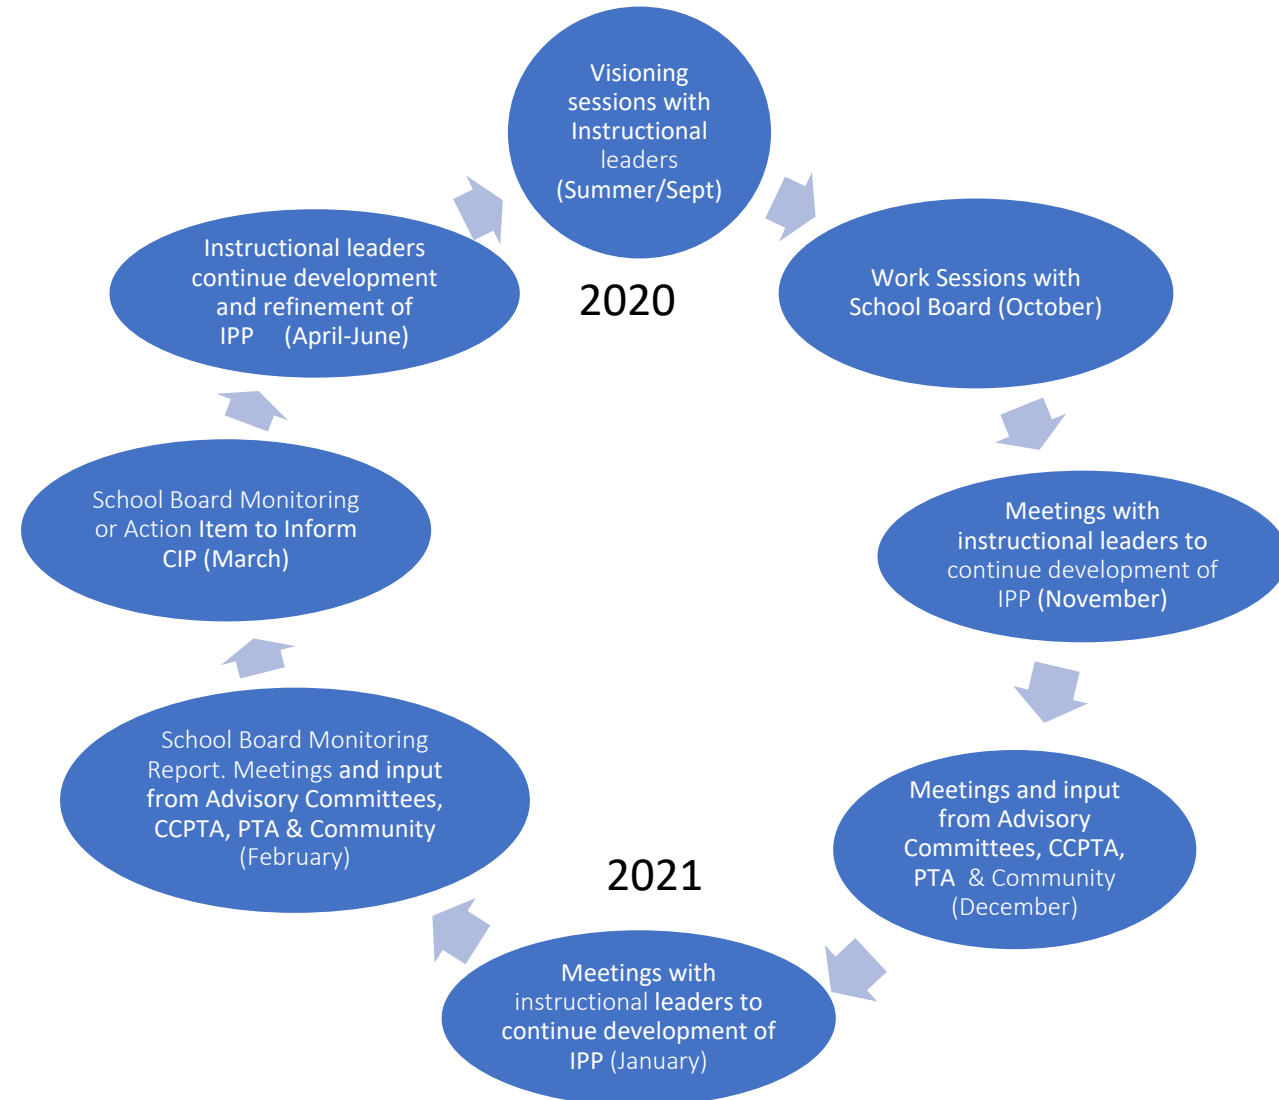 Visioning
sessions with
Instructional
leaders
(Summer/Sept)
2020
Work Sessions with
School Board (October)
Meetings with
instructional leaders to
continue development of
IPP (November)
Meetings and input
from Advisory
Committees, CCPTA,
PTA & Community
(December)
2021
Meetings with
instructional leaders to
continue development of
IPP (January)
School Board Monitoring
Report. Meetings and input
from Advisory Committees,
CCPTA, PTA & Community
(February)
School Board Monitoring
or Action Item to Inform
CIP (March)
Instructional leaders
continue development
and refinement of
IPP (April-June)